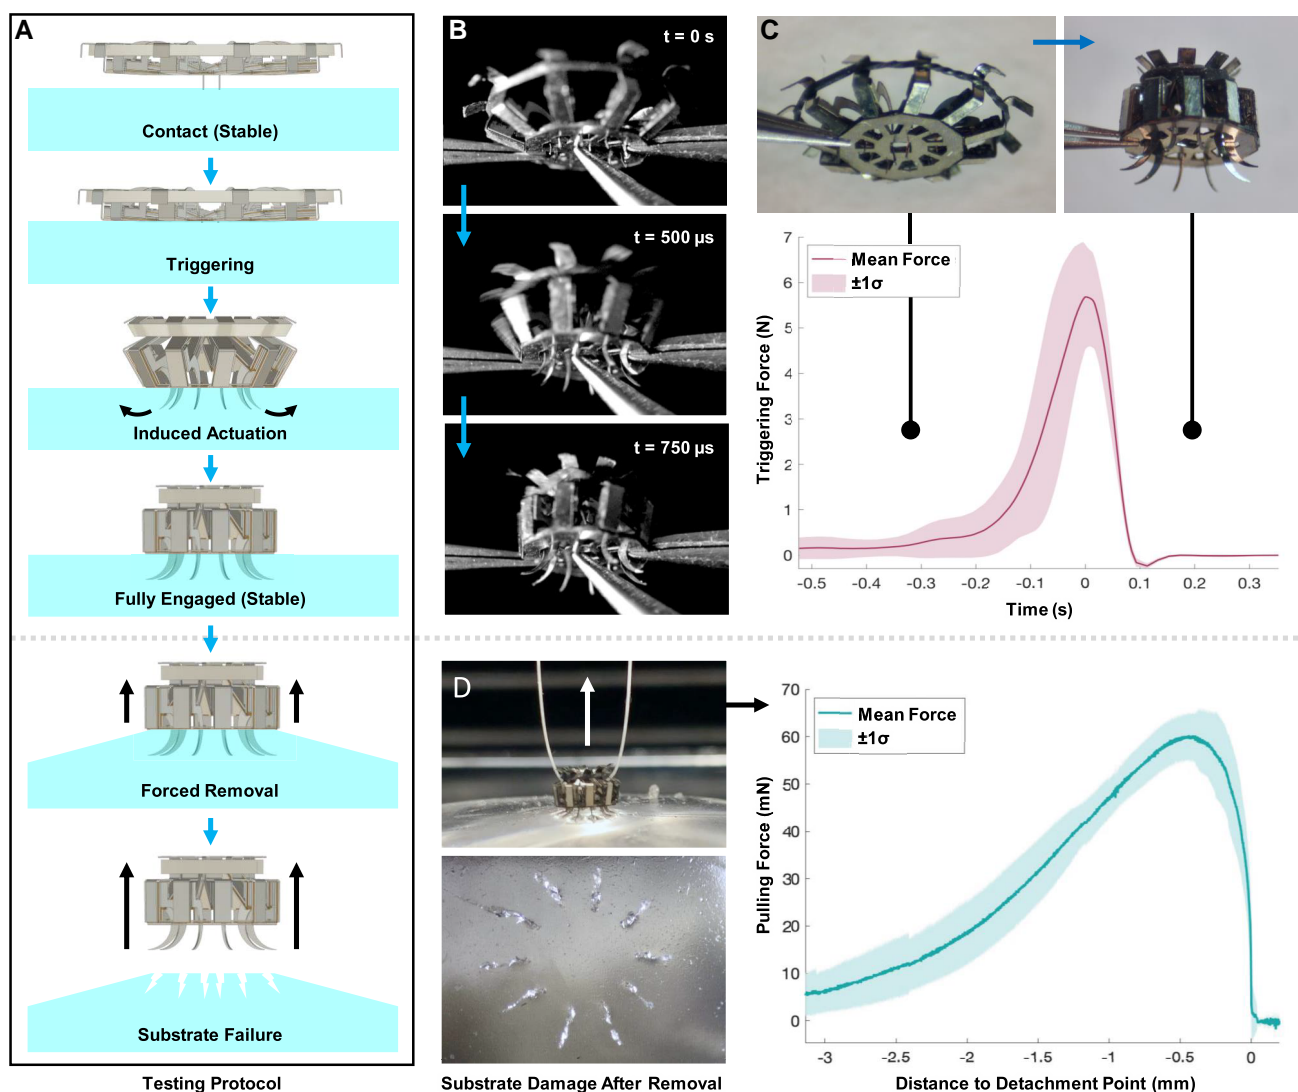 A
Contact (Stable)
Triggering
Induced Actuation
Fully Engaged (Stable)
Forced Removal
Substrate Failure
Testing Protocol
B
t = 0 s
t = 500 µs
t = 750 µs
C
Mean Force
±1σ
Triggering Force (N)
7
6
5
4
3
2
1
0
-0.5
-0.4
-0.3
-0.2
-0.1
0
0.1
0.2
0.3
Time (s)
D
Substrate Damage After Removal
Mean Force
±1σ
Pulling Force (mN)
70
60
50
40
30
20
10
0
-3
-2.5
-2
-1.5
-1
-0.5
0
Distance to Detachment Point (mm)